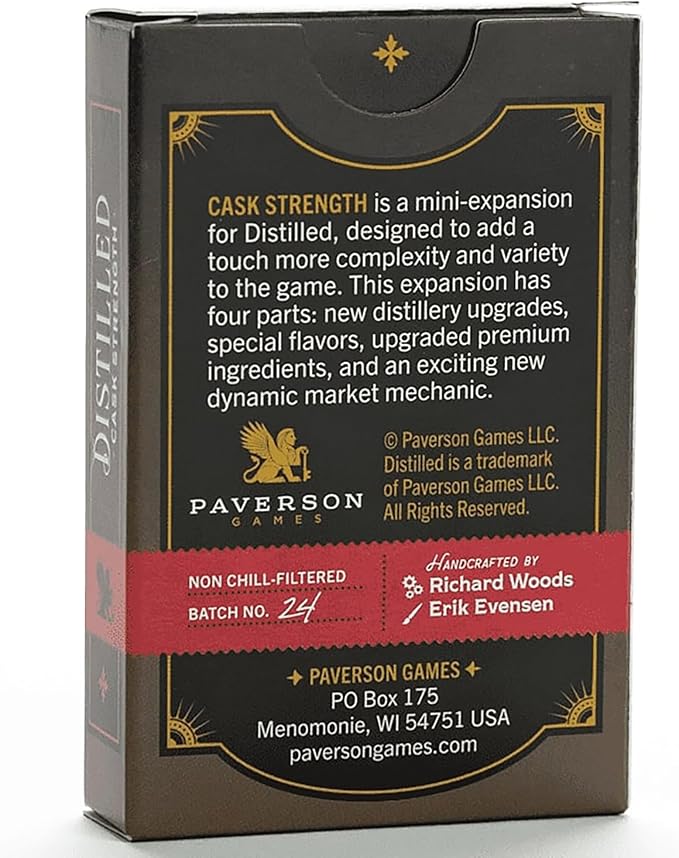 DISTILLED
CASK STRENGTH
CASK STRENGTH is a mini-expansion
for Distilled, designed to add a
touch more complexity and variety
to the game. This expansion has
four parts: new distillery upgrades,
special flavors, upgraded premium
ingredients, and an exciting new
dynamic market mechanic.
PAVERSON
GAMES
© Paverson Games LLC.
Distilled is a trademark
of Paverson Games LLC.
All Rights Reserved.
NON CHILL-FILTERED
BATCH NO. 24
HANDCRAFTED BY
Richard Woods
Erik Evensen
PAVERSON GAMES
PO Box 175
Menomonie, WI 54751 USA
paversongames.com